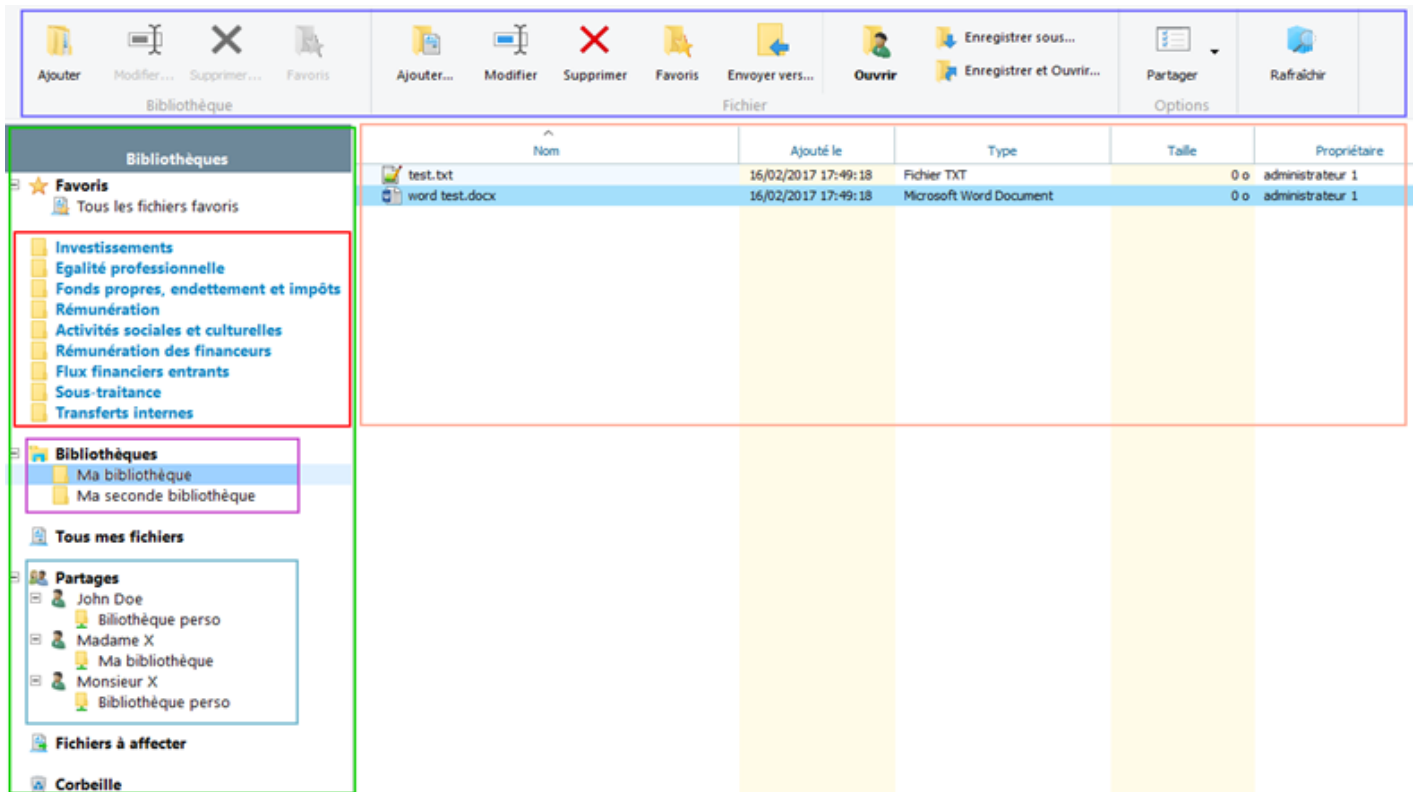 Ajouter Modifier... Supprimer... Favoris Ajouter... Modifier Supprimer Favoris Envoyer vers... Ouvrir Enregistrer sous... Partager Rafraîchir
Enregistrer et Ouvrir...
Bibliothèque Fichier Options
Bibliothèques
Nom Ajouté le Type Taille Propriétaire
test.txt 16/02/2017 17:49:18 Fichier TXT 0 o administrateur 1
word test.docx 16/02/2017 17:49:18 Microsoft Word Document 0 o administrateur 1
Favoris
Tous les fichiers favoris
Investissements
Egalité professionnelle
Fonds propres, endettement et impôts
Rémunération
Activités sociales et culturelles
Rémunération des financeurs
Flux financiers entrants
Sous-traitance
Transferts internes
Bibliothèques
Ma bibliothèque
Ma seconde bibliothèque
Tous mes fichiers
Partages
John Doe
Biliothèque perso
Madame X
Ma bibliothèque
Monsieur X
Bibliothèque perso
Fichiers à affecter
Corbeille